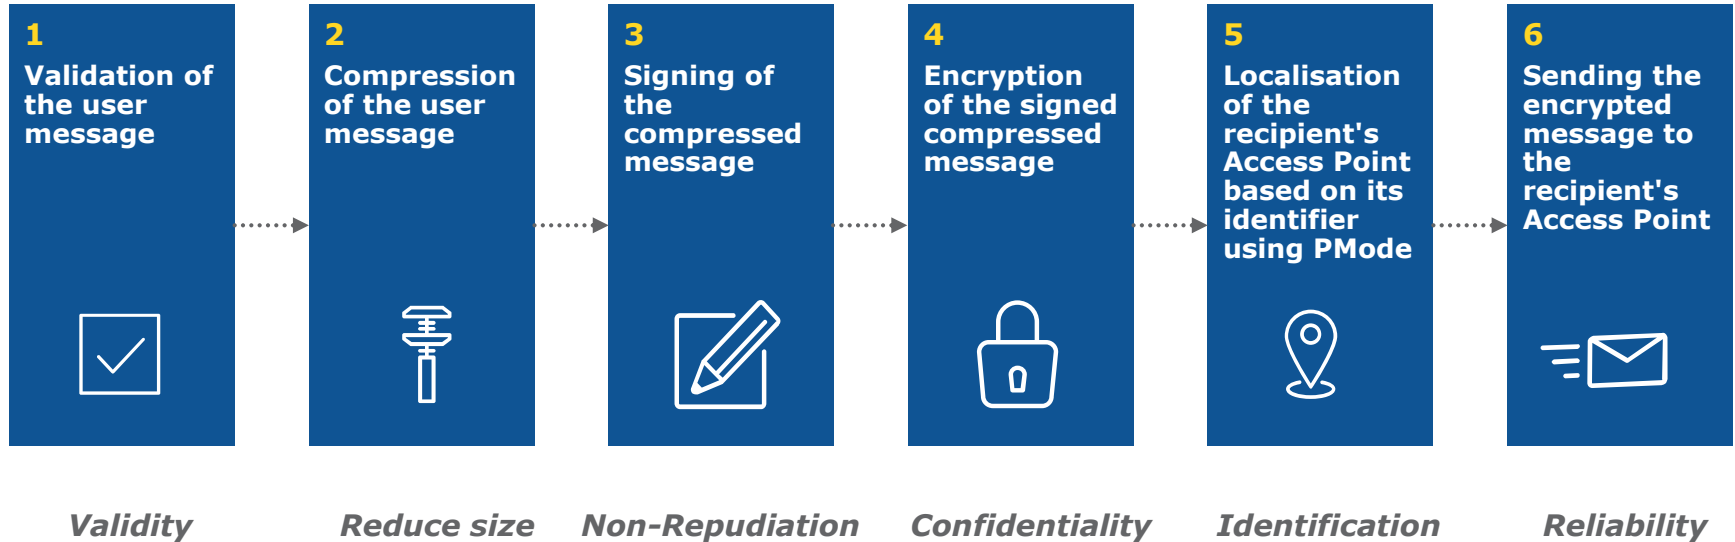 1
Validation of
the user
message
2
Compression
of the user
message
3
Signing of
the
compressed
message
4
Encryption
of the signed
compressed
message
5
Localisation
of the
recipient's
Access Point
based on its
identifier
using PMode
6
Sending the
encrypted
message to
the
recipient's
Access Point
Validity
Reduce size
Non-Repudiation
Confidentiality
Identification
Reliability